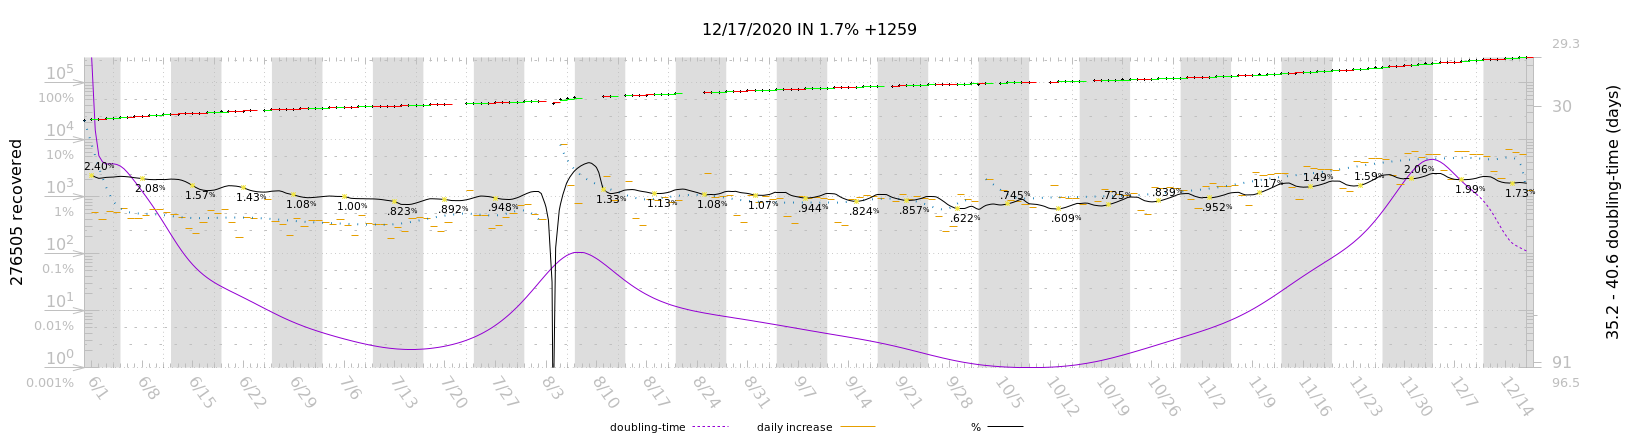 12/17/2020 IN 1.7% +1259
276505 recovered
10^5
100%
10^4
10%
10^3
1%
10^2
0.1%
10^1
0.01%
10^0
0.001%
2.40% 2.08% 1.57% 1.43% 1.08% 1.00% .823% .892% .948% 1.33% 1.13% 1.08% 1.07% .944% .824% .857% .622% .745% .609% .725% .839% .952% 1.17% 1.49% 1.59% 2.06% 1.99% 1.73%
29.3
30
91
96.5
35.2 - 40.6 doubling-time (days)
6/1 6/8 6/15 6/22 6/29 7/6 7/13 7/20 7/27 8/3 8/10 8/17 8/24 8/31 9/7 9/14 9/21 9/28 10/5 10/12 10/19 10/26 11/2 11/9 11/16 11/23 11/30 12/7 12/14
doubling-time daily increase %